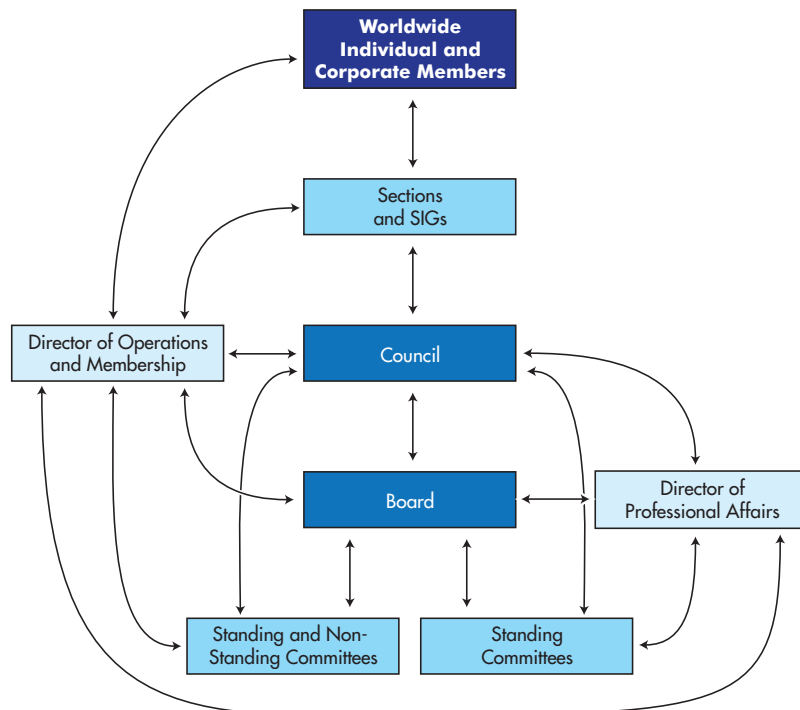 Worldwide
Individual and
Corporate Members
Sections
and SIGs
Director of Operations
and Membership
Council
Board
Director of
Professional Affairs
Standing and Non-
Standing Committees
Standing
Committees